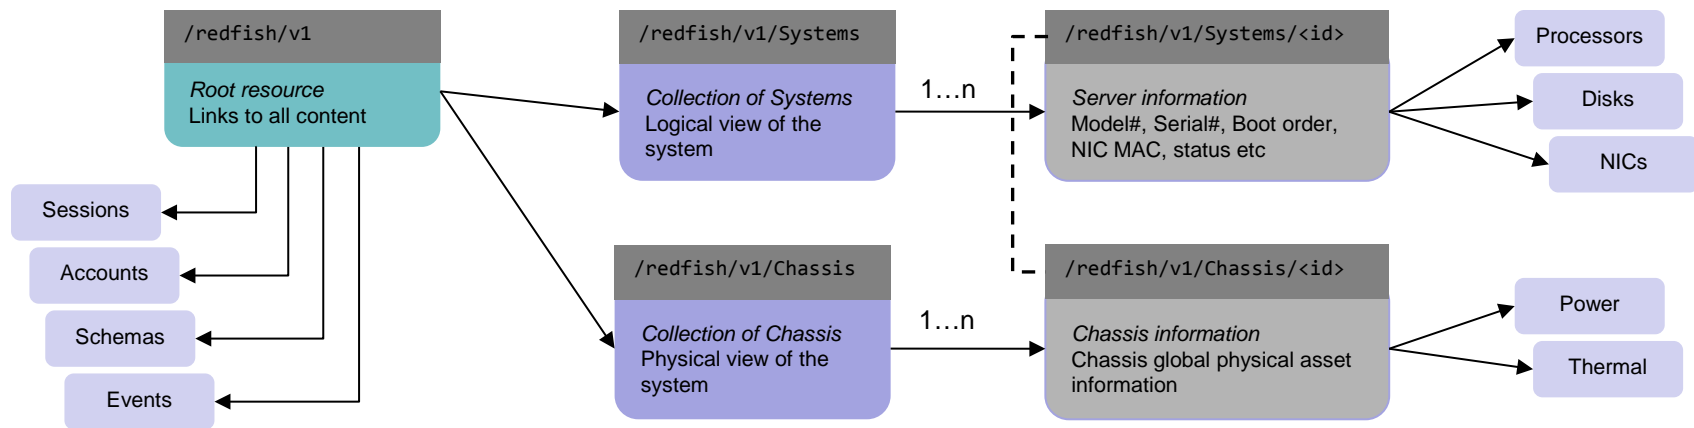 /redfish/v1
Root resource
Links to all content
Sessions
Accounts
Schemas
Events
/redfish/v1/Systems
Collection of Systems
Logical view of the
system
1…n
/redfish/v1/Systems/<id>
Server information
Model#, Serial#, Boot order,
NIC MAC, status etc
Processors
Disks
NICs
/redfish/v1/Chassis
Collection of Chassis
Physical view of the
system
1…n
/redfish/v1/Chassis/<id>
Chassis information
Chassis global physical asset
information
Power
Thermal